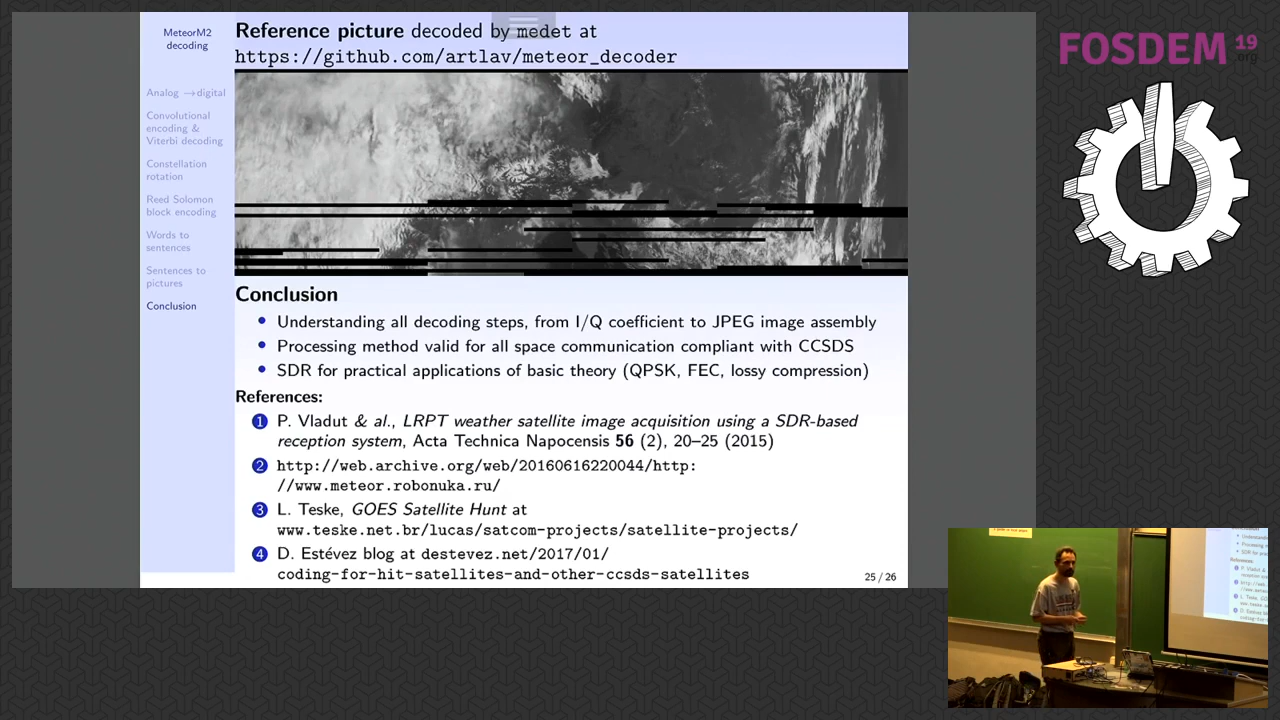 MeteorM2
decoding
Analog →digital
Convolutional
encoding &
Viterbi decoding
Constellation
rotation
Reed Solomon
block encoding
Words to
sentences
Sentences to
pictures
Conclusion
Reference picture decoded by medet at
https://github.com/artlav/meteor_decoder
Conclusion
• Understanding all decoding steps, from I/Q coefficient to JPEG image assembly
• Processing method valid for all space communication compliant with CCSDS
• SDR for practical applications of basic theory (QPSK, FEC, lossy compression)
References:
1 P. Vladut & al., LRPT weather satellite image acquisition using a SDR-based
reception system, Acta Technica Napocensis 56 (2), 20–25 (2015)
2 http://web.archive.org/web/20160616220044/http:
//www.meteor.robonuka.ru/
3 L. Teske, GOES Satellite Hunt at
www.teske.net.br/lucas/satcom-projects/satellite-projects/
4 D. Estévez blog at destevez.net/2017/01/
coding-for-hit-satellites-and-other-ccsds-satellites
25 / 26
FOSDEM 19
.org